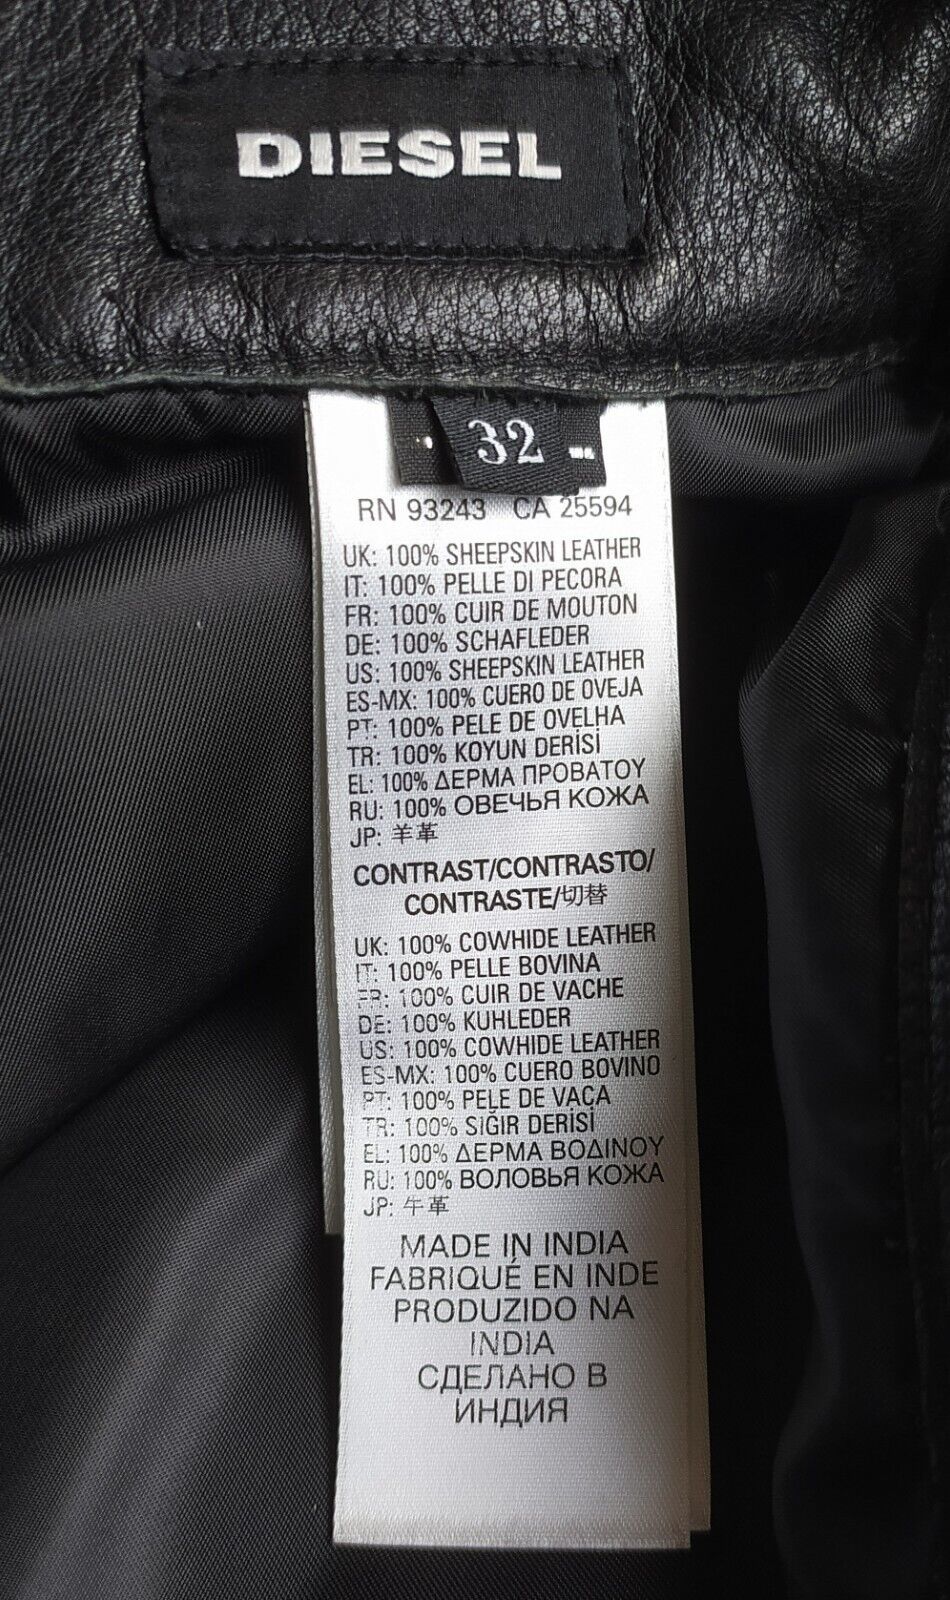 DIESEL
32
RN 93243 CA 25594
UK: 100% SHEEPSKIN LEATHER
IT: 100% PELLE DI PECORA
FR: 100% CUIR DE MOUTON
DE: 100% SCHAFLEDER
US: 100% SHEEPSKIN LEATHER
ES-MX: 100% CUERO DE OVEJA
PT: 100% PELE DE OVELHA
TR: 100% KOYUN DERİSİ
EL: 100% ΔΕΡΜΑ ΠΡΟΒΑΤΟΥ
RU: 100% ОВЕЧЬЯ КОЖА
JP: 羊革
CONTRAST/CONTRASTO/
CONTRASTE/切替
UK: 100% COWHIDE LEATHER
IT: 100% PELLE BOVINA
FR: 100% CUIR DE VACHE
DE: 100% KUHLEDER
US: 100% COWHIDE LEATHER
ES-MX: 100% CUERO BOVINO
PT: 100% PELE DE VACA
TR: 100% SIĞIR DERİSİ
EL: 100% ΔΕΡΜΑ ΒΟΔΙΝΟΥ
RU: 100% ВОЛОВЬЯ КОЖА
JP: 牛革
MADE IN INDIA
FABRIQUÉ EN INDE
PRODUZIDO NA
INDIA
СДЕЛАНО В
ИНДИЯ